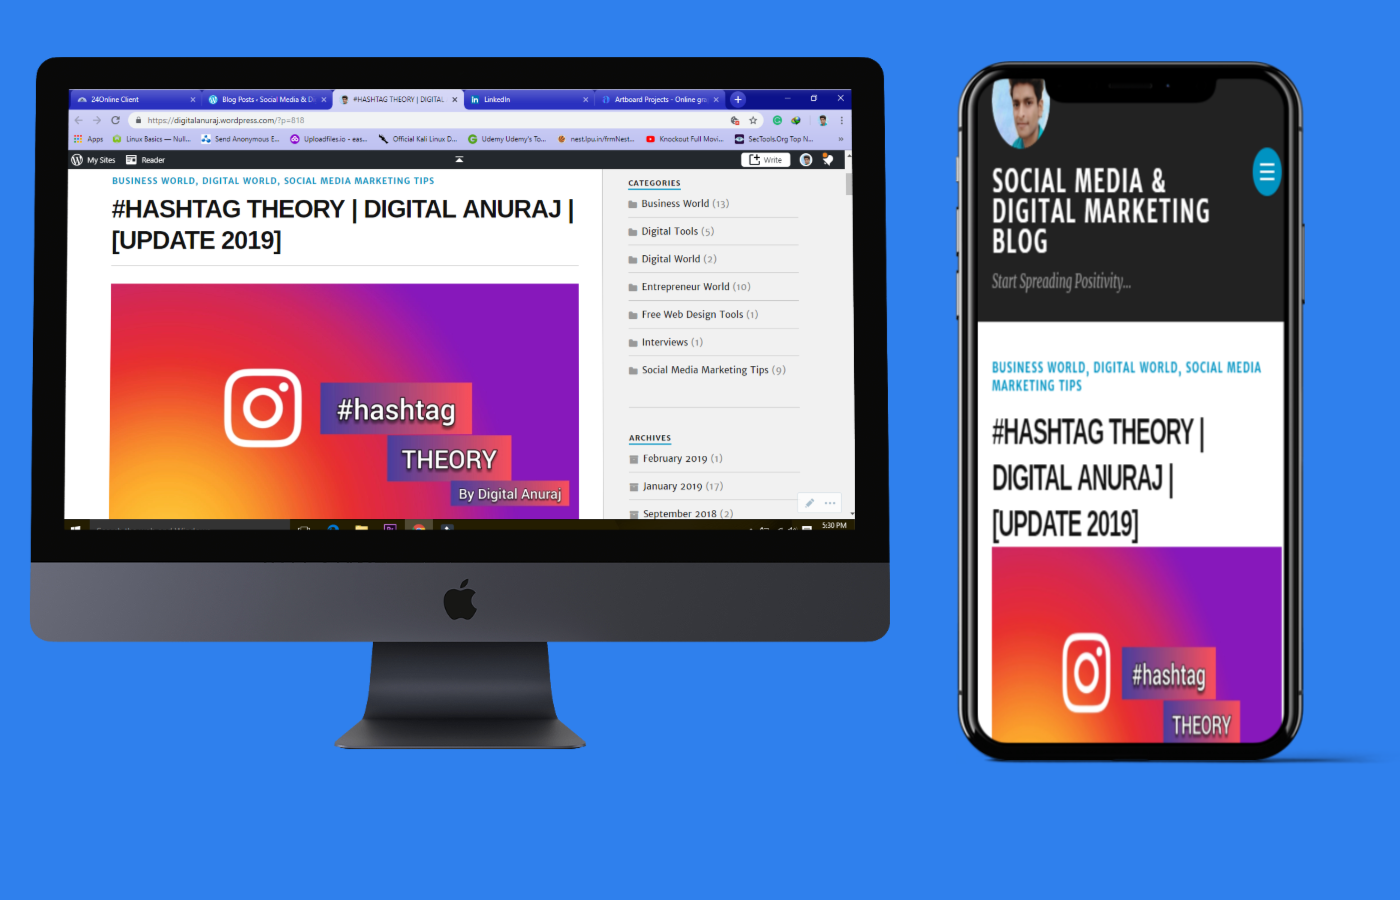 24Online Client
Blog Posts ‹ Social Media & D
#HASHTAG THEORY | DIGITAL
LinkedIn
Artboard Projects - Online gra
https://digitalanuraj.wordpress.com/?p=818
Apps
Linux Basics — Null...
Send Anonymous E...
Uploadfiles.io - eas...
Official Kali Linux D...
Udemy Udemy's To...
nest.lpu.in/frmNest...
Knockout Full Movi...
SecTools.Org Top N...
My Sites
Reader
Write
BUSINESS WORLD, DIGITAL WORLD, SOCIAL MEDIA MARKETING TIPS
#HASHTAG THEORY | DIGITAL ANURAJ |
[UPDATE 2019]
#hashtag
THEORY
By Digital Anuraj
CATEGORIES
Business World (13)
Digital Tools (5)
Digital World (2)
Entrepreneur World (10)
Free Web Design Tools (1)
Interviews (1)
Social Media Marketing Tips (9)
ARCHIVES
February 2019 (1)
January 2019 (17)
September 2018 (2)
5:30 PM
SOCIAL MEDIA &
DIGITAL MARKETING
BLOG
Start Spreading Positivity...
BUSINESS WORLD, DIGITAL WORLD, SOCIAL MEDIA
MARKETING TIPS
#HASHTAG THEORY |
DIGITAL ANURAJ |
[UPDATE 2019]
#hashtag
THEORY